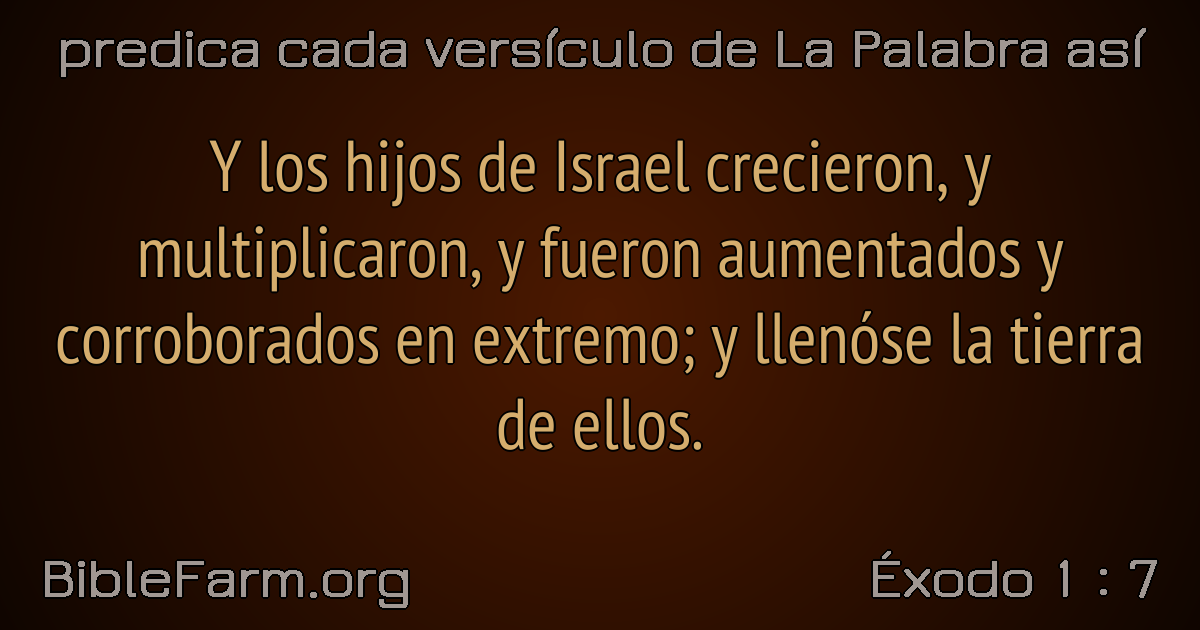 predica cada versículo de La Palabra así
Y los hijos de Israel crecieron, y
multiplicaron, y fueron aumentados y
corroborados en extremo; y llenóse la tierra
de ellos.
BibleFarm.org
Éxodo 1 : 7